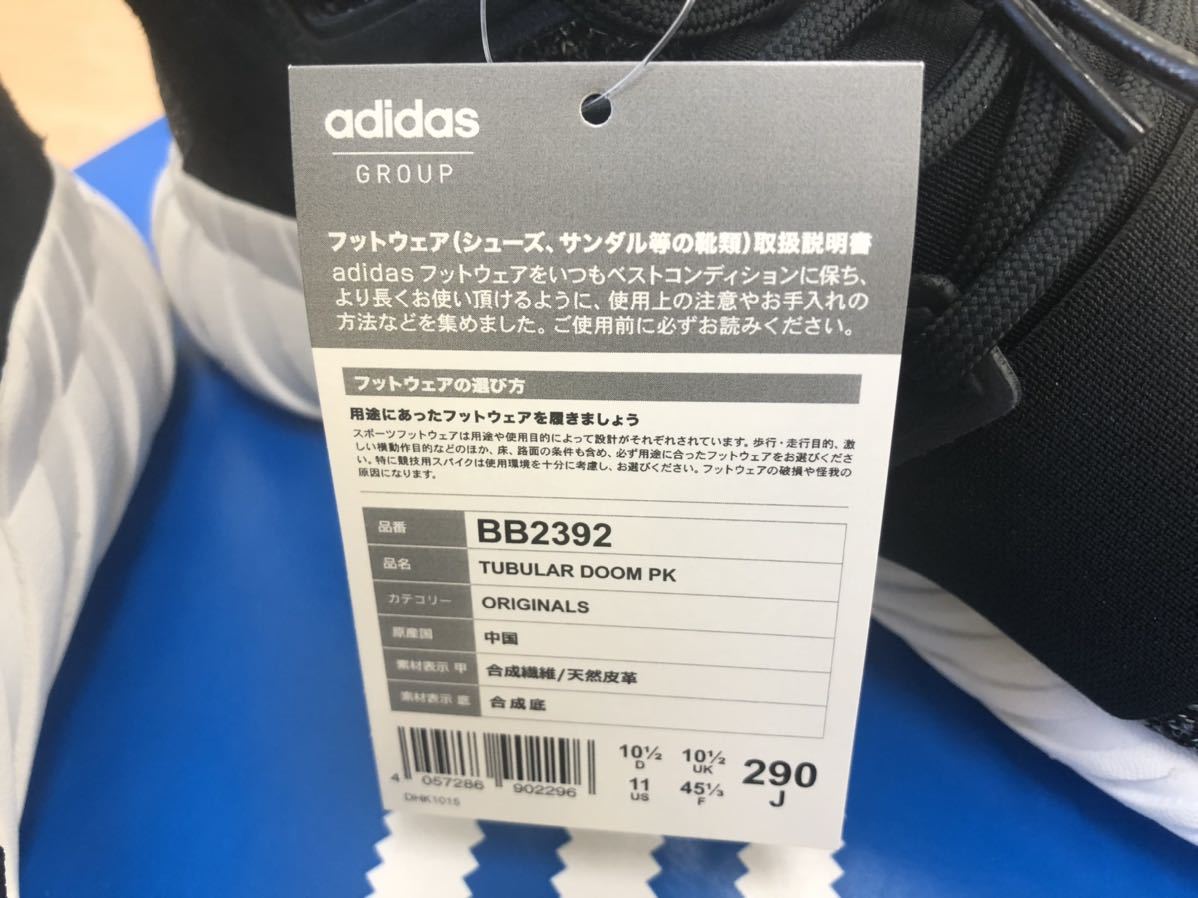 adidas
GROUP
フットウェア(シューズ、サンダル等の靴類)取扱説明書
adidas フットウェアをいつもベストコンディションに保ち、
より長くお使い頂けるように、使用上の注意やお手入れの
方法などを集めました。ご使用前に必ずお読みください。
フットウェアの選び方
用途にあったフットウェアを履きましょう
スポーツフットウェアは用途や使用目的によって設計がそれぞれされています。歩行・走行目的、激
しい横動作目的などのほか、床、路面の条件も含め、必ず用途に合ったフットウェアをお選びくださ
い。特に競技用スパイクは使用環境を十分に考慮し、お選びください。フットウェアの破損や怪我の
原因になります。
品番 BB2392
品名 TUBULAR DOOM PK
カテゴリー ORIGINALS
原産国 中国
素材表示 甲 合成繊維/天然皮革
素材表示 底 合成底
4 057286 902296
DHK1015
10½ D 10½ UK
11 US 45⅓ F
290 J